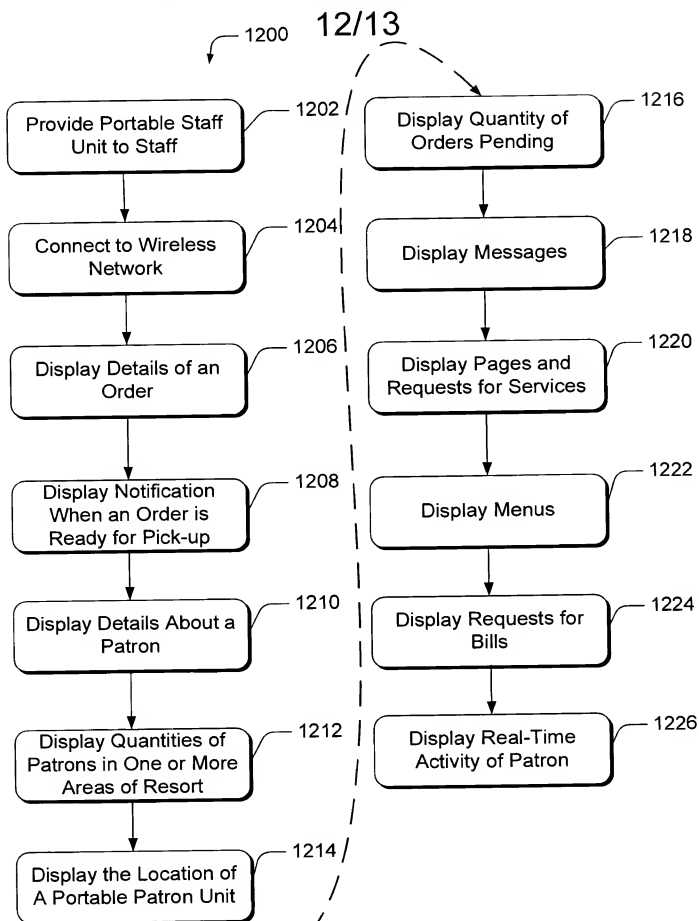 12/13
1200
Provide Portable Staff
Unit to Staff
1202
Connect to Wireless
Network
1204
Display Details of an
Order
1206
Display Notification
When an Order is
Ready for Pick-up
1208
Display Details About a
Patron
1210
Display Quantities of
Patrons in One or More
Areas of Resort
1212
Display the Location of
A Portable Patron Unit
1214
Display Quantity of
Orders Pending
1216
Display Messages
1218
Display Pages and
Requests for Services
1220
Display Menus
1222
Display Requests for
Bills
1224
Display Real-Time
Activity of Patron
1226